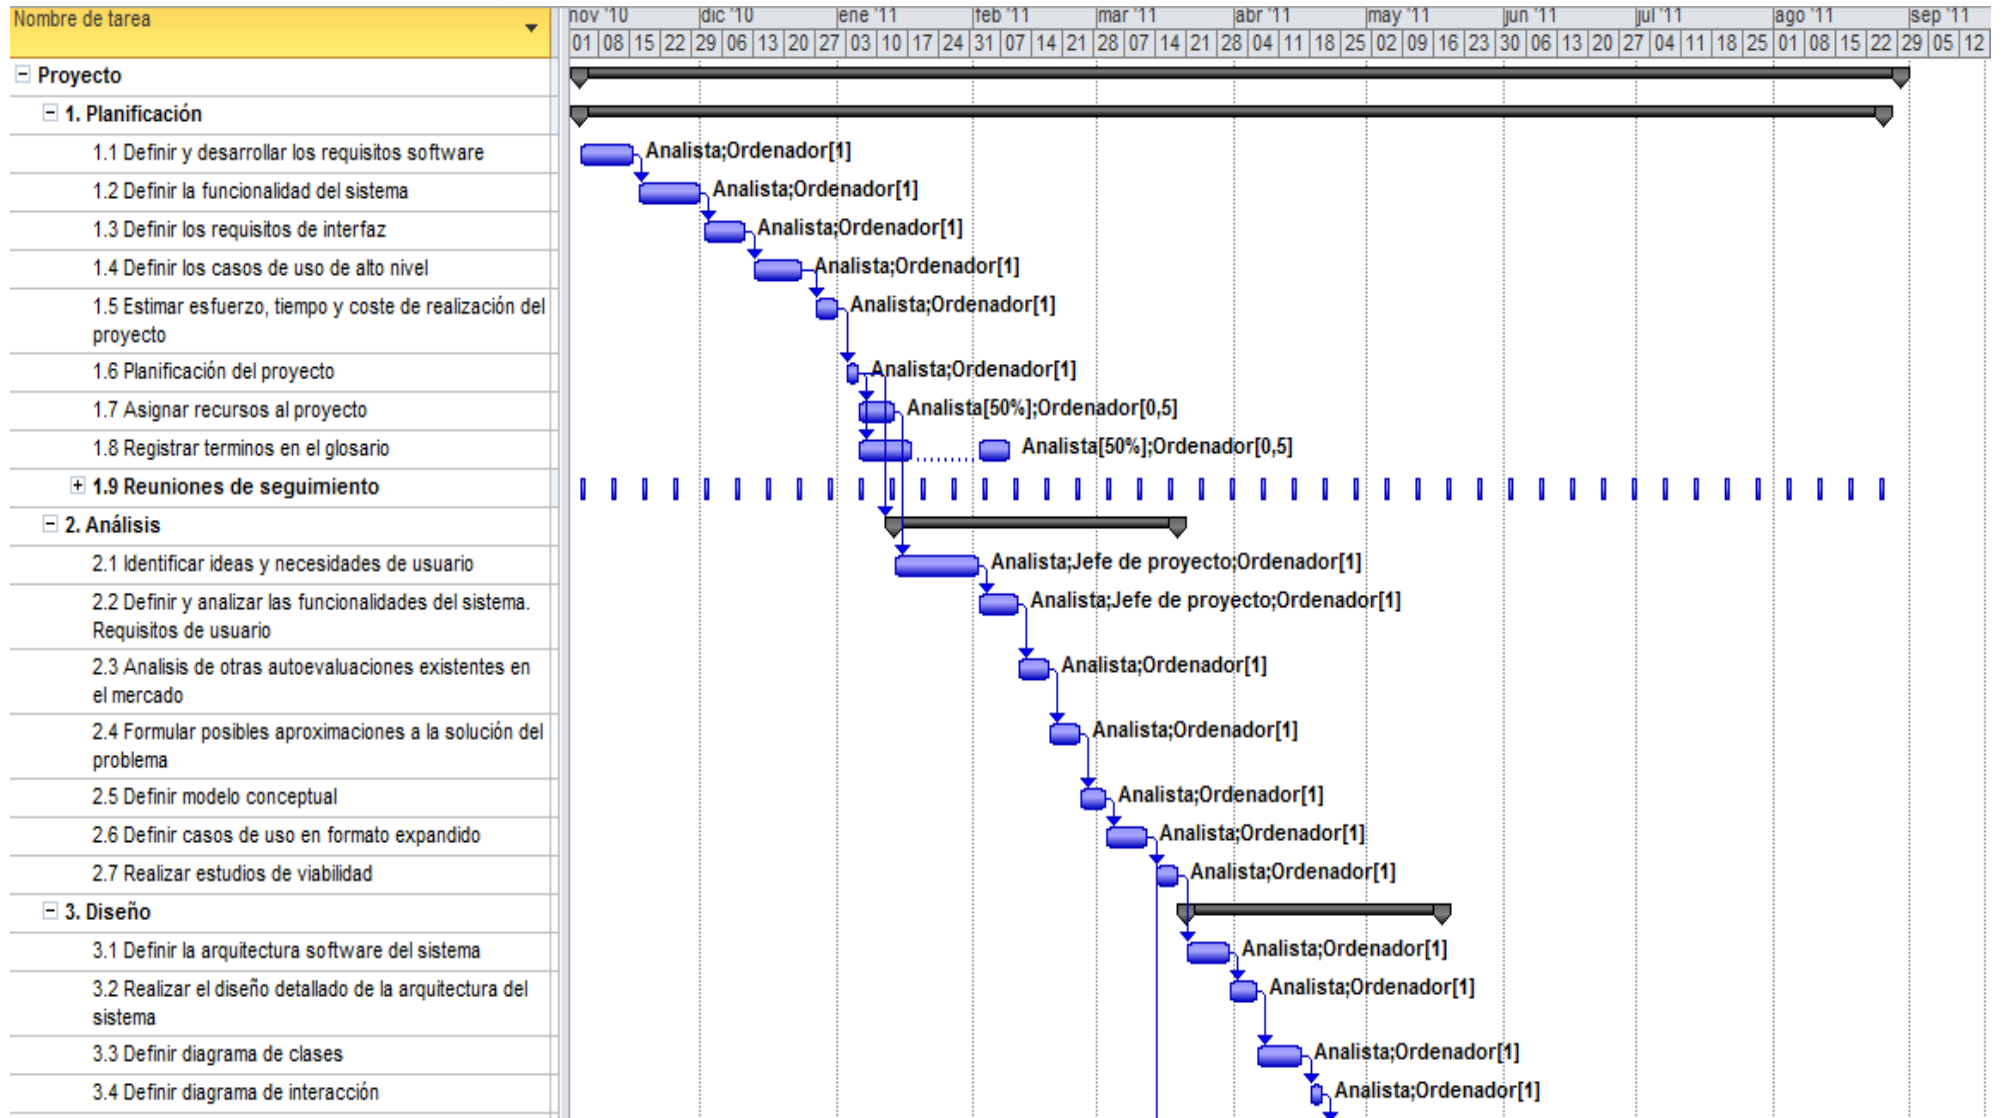 Nombre de tarea
nov '10 dic '10 ene '11 feb '11 mar '11 abr '11 may '11 jun '11 jul '11 ago '11 sep '11
01 08 15 22 29 06 13 20 27 03 10 17 24 31 07 14 21 28 07 14 21 28 04 11 18 25 02 09 16 23 30 06 13 20 27 04 11 18 25 01 08 15 22 29 05 12
Proyecto
1. Planificación
1.1 Definir y desarrollar los requisitos software
Analista;Ordenador[1]
1.2 Definir la funcionalidad del sistema
Analista;Ordenador[1]
1.3 Definir los requisitos de interfaz
Analista;Ordenador[1]
1.4 Definir los casos de uso de alto nivel
Analista;Ordenador[1]
1.5 Estimar esfuerzo, tiempo y coste de realización del
proyecto
Analista;Ordenador[1]
1.6 Planificación del proyecto
Analista;Ordenador[1]
1.7 Asignar recursos al proyecto
Analista[50%];Ordenador[0,5]
1.8 Registrar terminos en el glosario
Analista[50%];Ordenador[0,5]
1.9 Reuniones de seguimiento
2. Análisis
2.1 Identificar ideas y necesidades de usuario
Analista;Jefe de proyecto;Ordenador[1]
2.2 Definir y analizar las funcionalidades del sistema.
Requisitos de usuario
Analista;Jefe de proyecto;Ordenador[1]
2.3 Analisis de otras autoevaluaciones existentes en
el mercado
Analista;Ordenador[1]
2.4 Formular posibles aproximaciones a la solución del
problema
Analista;Ordenador[1]
2.5 Definir modelo conceptual
Analista;Ordenador[1]
2.6 Definir casos de uso en formato expandido
Analista;Ordenador[1]
2.7 Realizar estudios de viabilidad
Analista;Ordenador[1]
3. Diseño
3.1 Definir la arquitectura software del sistema
Analista;Ordenador[1]
3.2 Realizar el diseño detallado de la arquitectura del
sistema
Analista;Ordenador[1]
3.3 Definir diagrama de clases
Analista;Ordenador[1]
3.4 Definir diagrama de interacción
Analista;Ordenador[1]